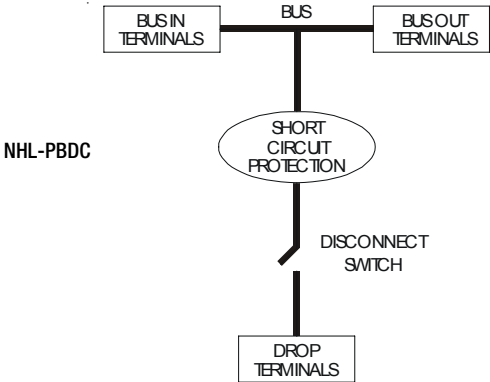 BUS IN
TERMINALS
BUS
BUS OUT
TERMINALS
SHORT
CIRCUIT
PROTECTION
NHL-PBDC
DISCONNECT
SWITCH
DROP
TERMINALS